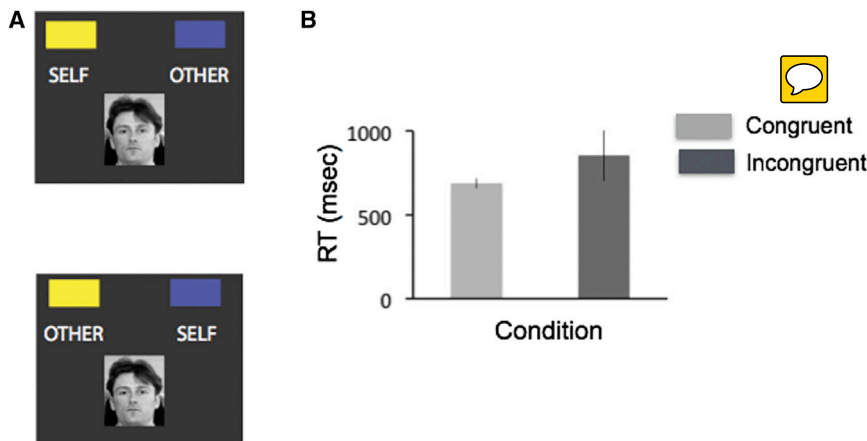 A
SELF OTHER
OTHER SELF
B
RT (msec)
1000
500
0
Condition
Congruent
Incongruent